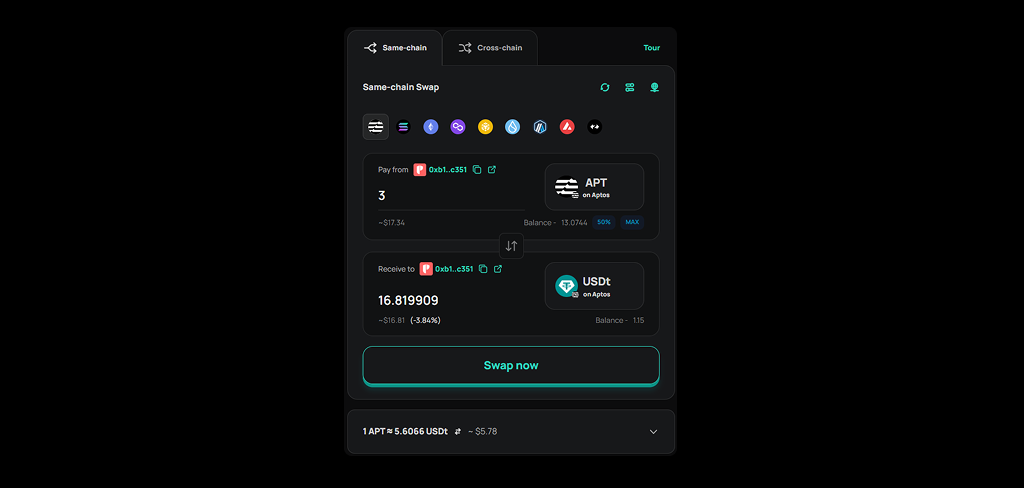 Same-chain Cross-chain Tour
Same-chain Swap
Pay from 0xb1..c351
APT
on Aptos
3
~$17.34 Balance - 13.0744 50% MAX
Receive to 0xb1..c351
USDt
on Aptos
16.819909
~$16.81 (-3.84%) Balance - 1.15
Swap now
1 APT ≈ 5.6066 USDt ~ $5.78